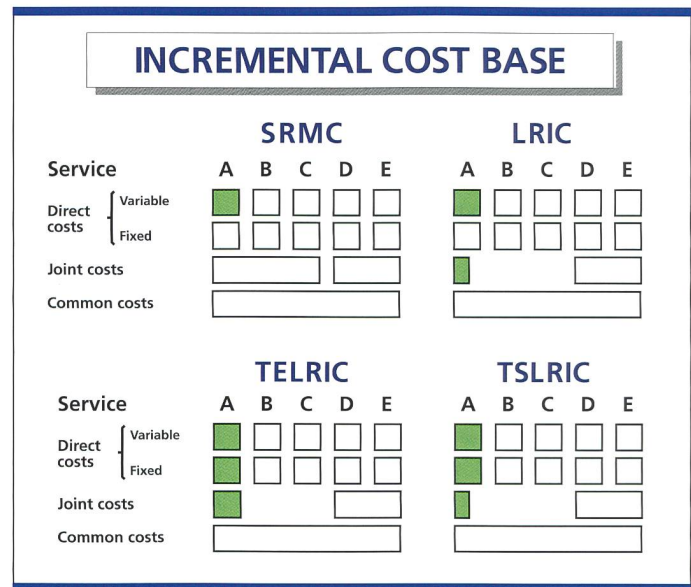 INCREMENTAL COST BASE
SRMC LRIC
Service A B C D E A B C D E
Direct costs Variable
Fixed
Joint costs
Common costs
TELRIC TSLRIC
Service A B C D E A B C D E
Direct costs Variable
Fixed
Joint costs
Common costs